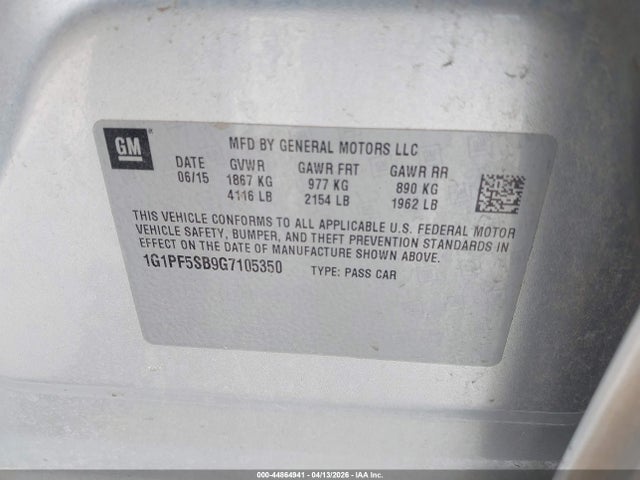 GM
MFD BY GENERAL MOTORS LLC
DATE GVWR GAWR FRT GAWR RR
06/15 1867 KG 977 KG 890 KG
4116 LB 2154 LB 1962 LB
THIS VEHICLE CONFORMS TO ALL APPLICABLE U.S. FEDERAL MOTOR
VEHICLE SAFETY, BUMPER, AND THEFT PREVENTION STANDARDS IN
EFFECT ON THE DATE OF MANUFACTURE SHOWN ABOVE.
1G1PF5SB9G7105350 TYPE: PASS CAR
000-44864941 - 04/13/2026 - IAA Inc.